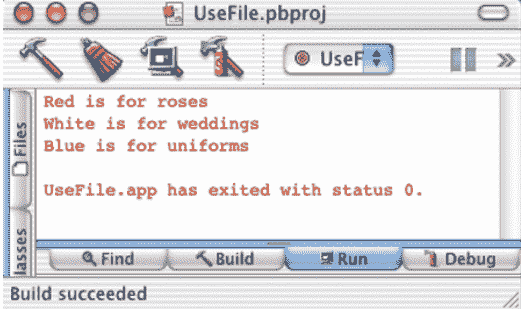 UseFile.pbproj
UseF
Red is for roses
White is for weddings
Blue is for uniforms
UseFile.app has exited with status 0.
Files
lasses
Find
Build
Run
Debug
Build succeeded